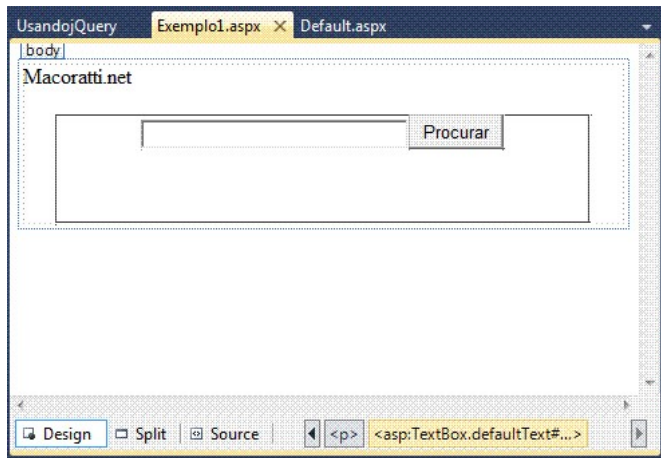 UsandojQuery Exemplo1.aspx Default.aspx
body
Macoratti.net
Procurar
Design Split Source <p> <asp:TextBox.defaultText#...>